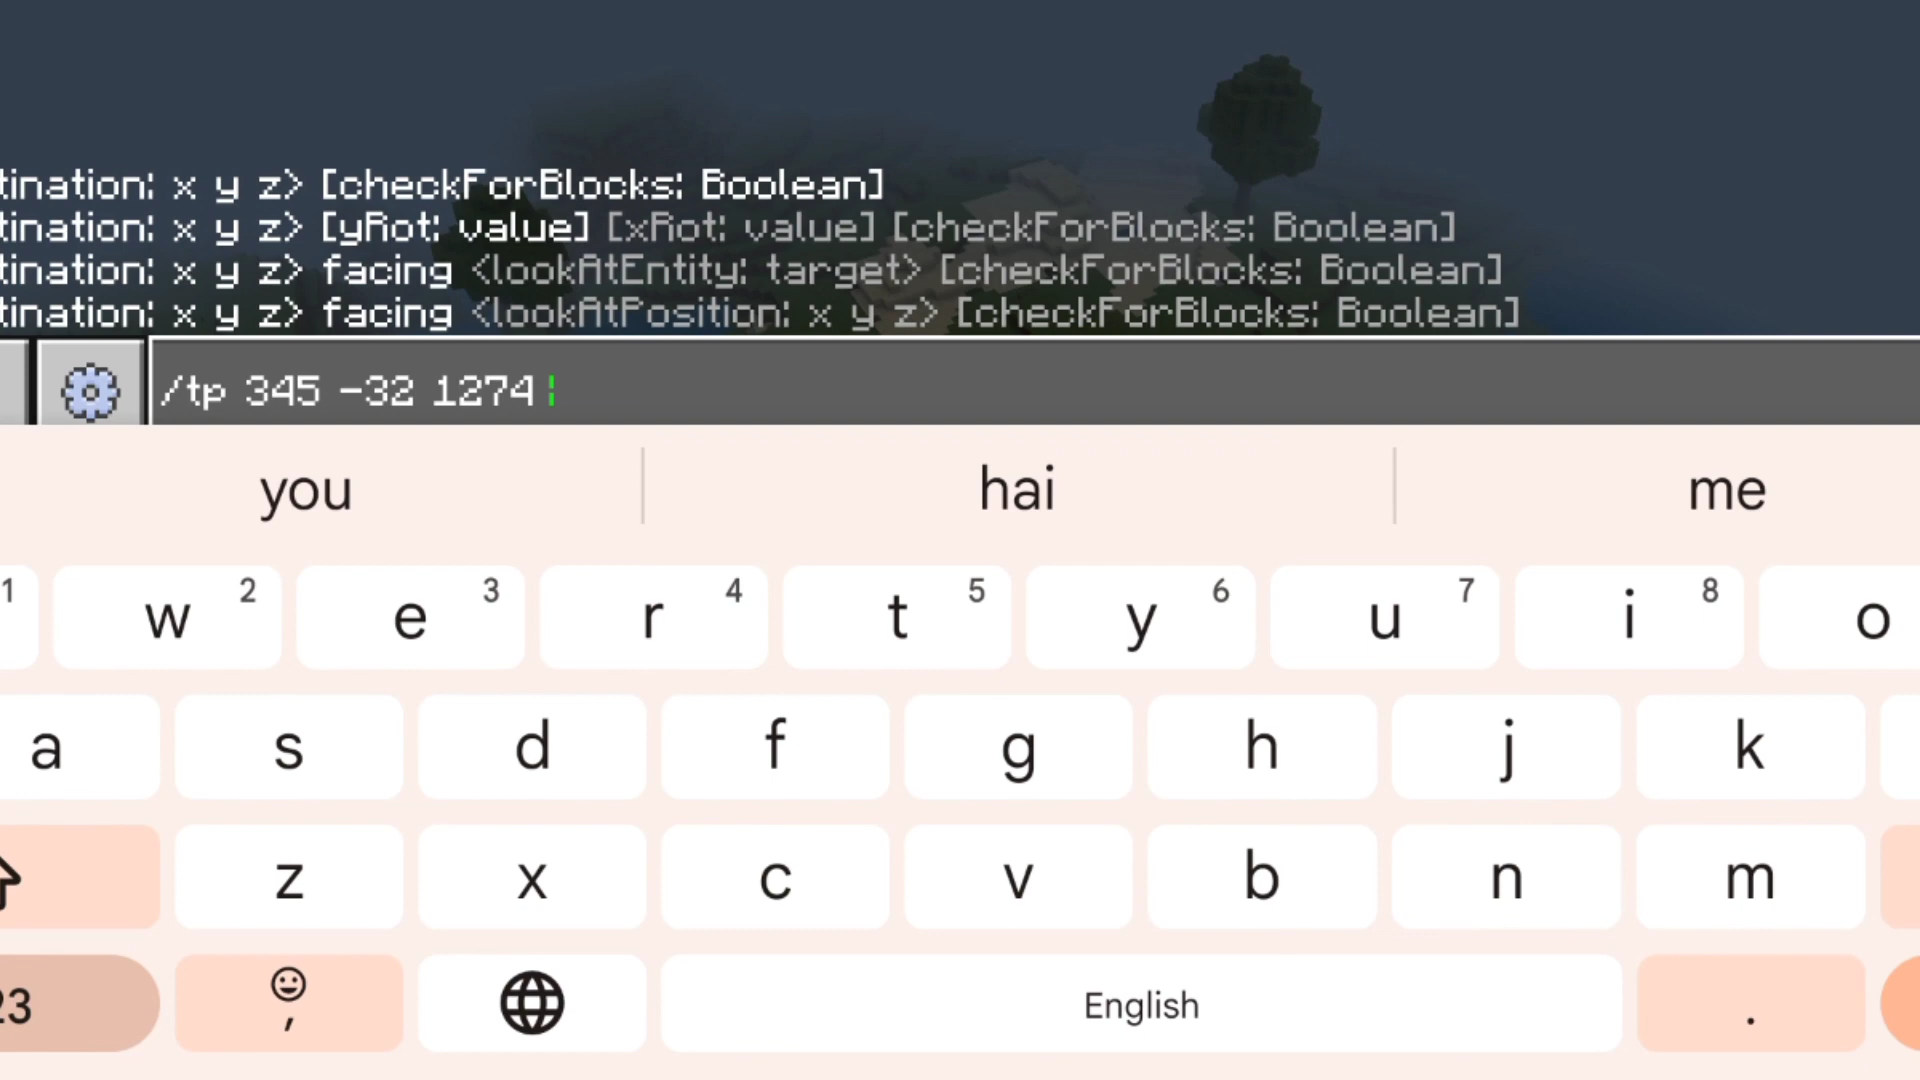 tination: x y z> [checkForBlocks: Boolean]
tination: x y z> [yRot: value] [xRot: value] [checkForBlocks: Boolean]
tination: x y z> facing <lookAtEntity: target> [checkForBlocks: Boolean]
tination: x y z> facing <lookAtPosition: x y z> [checkForBlocks: Boolean]
/tp 345 -32 1274
you hai me
1 w 2 e 3 r 4 t 5 y 6 u 7 i 8 o
a s d f g h j k
z x c v b n m
23 , English .